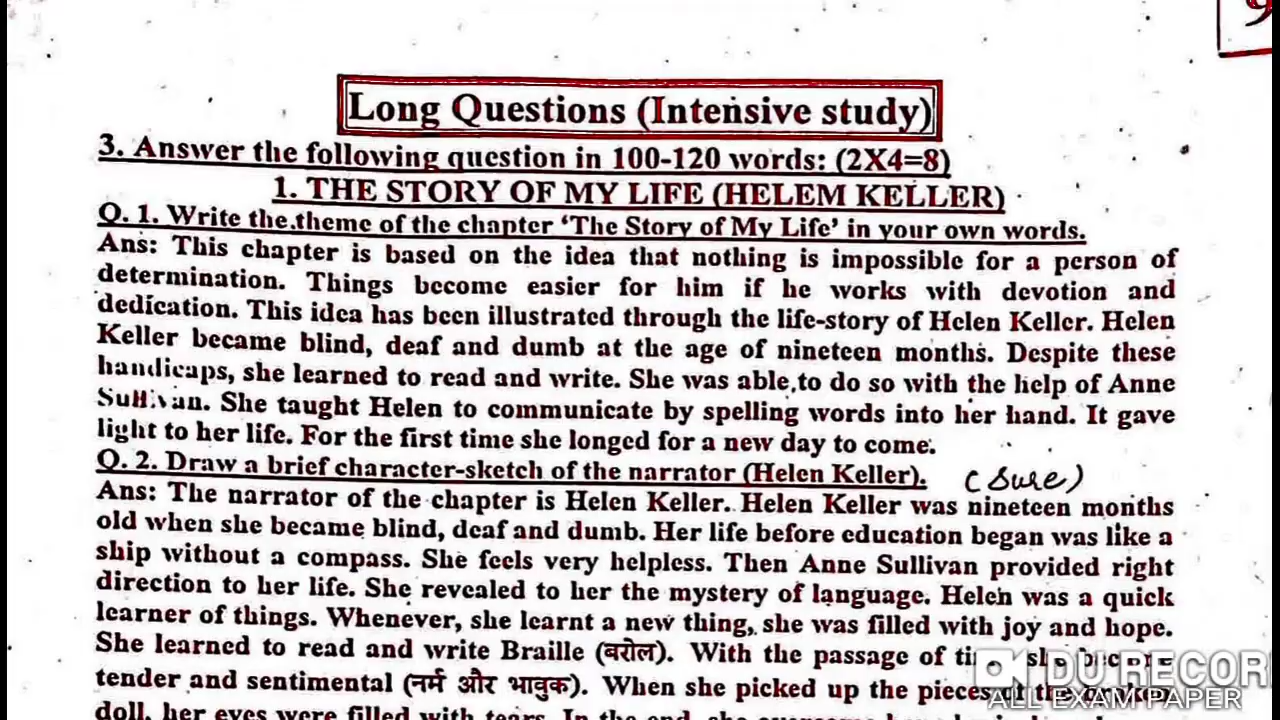 9
Long Questions (Intensive study)
3. Answer the following question in 100-120 words: (2X4=8)
1. THE STORY OF MY LIFE (HELEM KELLER)
Q. 1. Write the theme of the chapter ‘The Story of My Life’ in your own words.
Ans: This chapter is based on the idea that nothing is impossible for a person of
determination. Things become easier for him if he works with devotion and
dedication. This idea has been illustrated through the life-story of Helen Keller. Helen
Keller became blind, deaf and dumb at the age of nineteen months. Despite these
handicaps, she learned to read and write. She was able to do so with the help of Anne
Sullivan. She taught Helen to communicate by spelling words into her hand. It gave
light to her life. For the first time she longed for a new day to come.
Q. 2. Draw a brief character-sketch of the narrator (Helen Keller). (Sure)
Ans: The narrator of the chapter is Helen Keller. Helen Keller was nineteen months
old when she became blind, deaf and dumb. Her life before education began was like a
ship without a compass. She feels very helpless. Then Anne Sullivan provided right
direction to her life. She revealed to her the mystery of language. Helen was a quick
learner of things. Whenever, she learnt a new thing, she was filled with joy and hope.
She learned to read and write Braille (बरोल). With the passage of she
DU RECOR
tender and sentimental (नर्म और भावुक). When she picked up the pieces
ALL EXAM PAPER
doll, her eyes were filled with tears. In the end, she